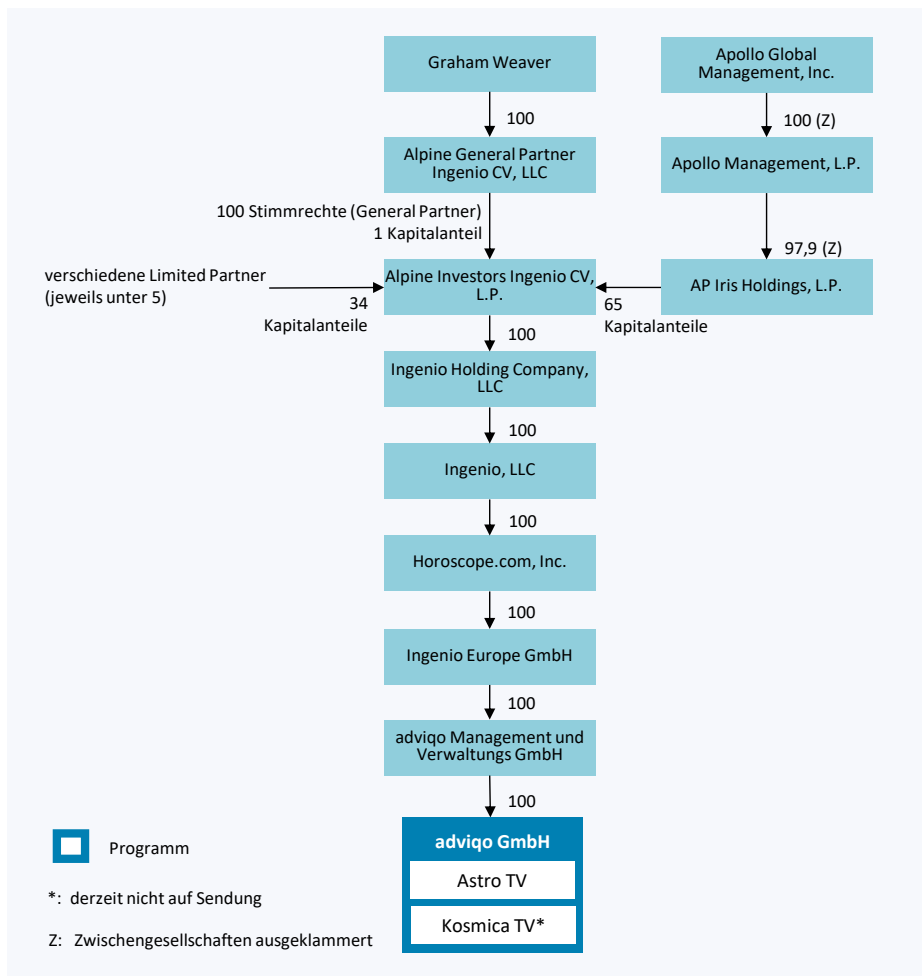 Graham Weaver
Apollo Global
Management, Inc.
100
100 (Z)
Alpine General Partner
Ingenio CV, LLC
Apollo Management, L.P.
100 Stimmrechte (General Partner)
1 Kapitalanteil
97,9 (Z)
verschiedene Limited Partner
(jeweils unter 5)
34
Kapitalanteile
Alpine Investors Ingenio CV,
L.P.
65
Kapitalanteile
AP Iris Holdings, L.P.
100
Ingenio Holding Company,
LLC
100
Ingenio, LLC
100
Horoscope.com, Inc.
100
Ingenio Europe GmbH
100
adviqo Management und
Verwaltungs GmbH
100
adviqo GmbH
Astro TV
Kosmica TV*
Programm
*: derzeit nicht auf Sendung
Z: Zwischengesellschaften ausgeklammert